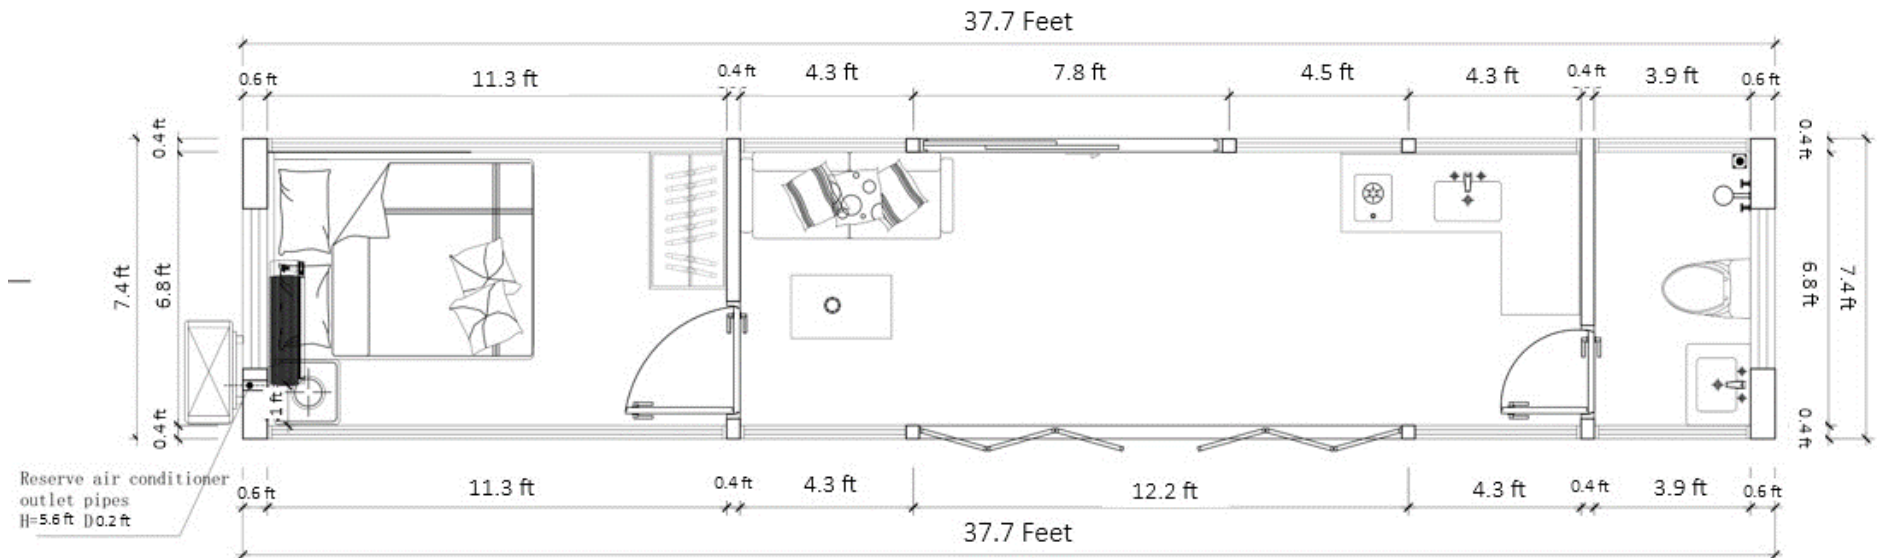 37.7 Feet
0.6 ft 11.3 ft 0.4 ft 4.3 ft 7.8 ft 4.5 ft 4.3 ft 0.4 ft 3.9 ft 0.6 ft
0.4 ft
6.8 ft
7.4 ft
0.4 ft
1 ft
0.4 ft
6.8 ft
7.4 ft
0.4 ft
Reserve air conditioner
outlet pipes
H=5.6 ft D0.2 ft
0.6 ft 11.3 ft 0.4 ft 4.3 ft 12.2 ft 4.3 ft 0.4 ft 3.9 ft 0.6 ft
37.7 Feet